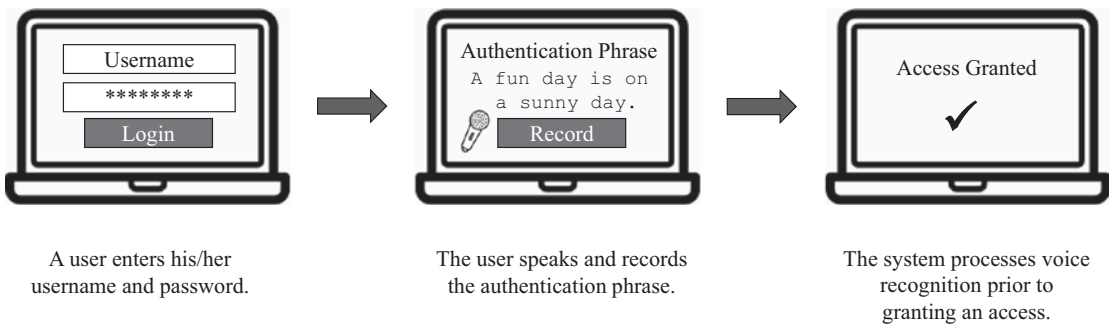 Username
********
Login
Authentication Phrase
A fun day is on
a sunny day.
Record
Access Granted
A user enters his/her
username and password.
The user speaks and records
the authentication phrase.
The system processes voice
recognition prior to
granting an access.